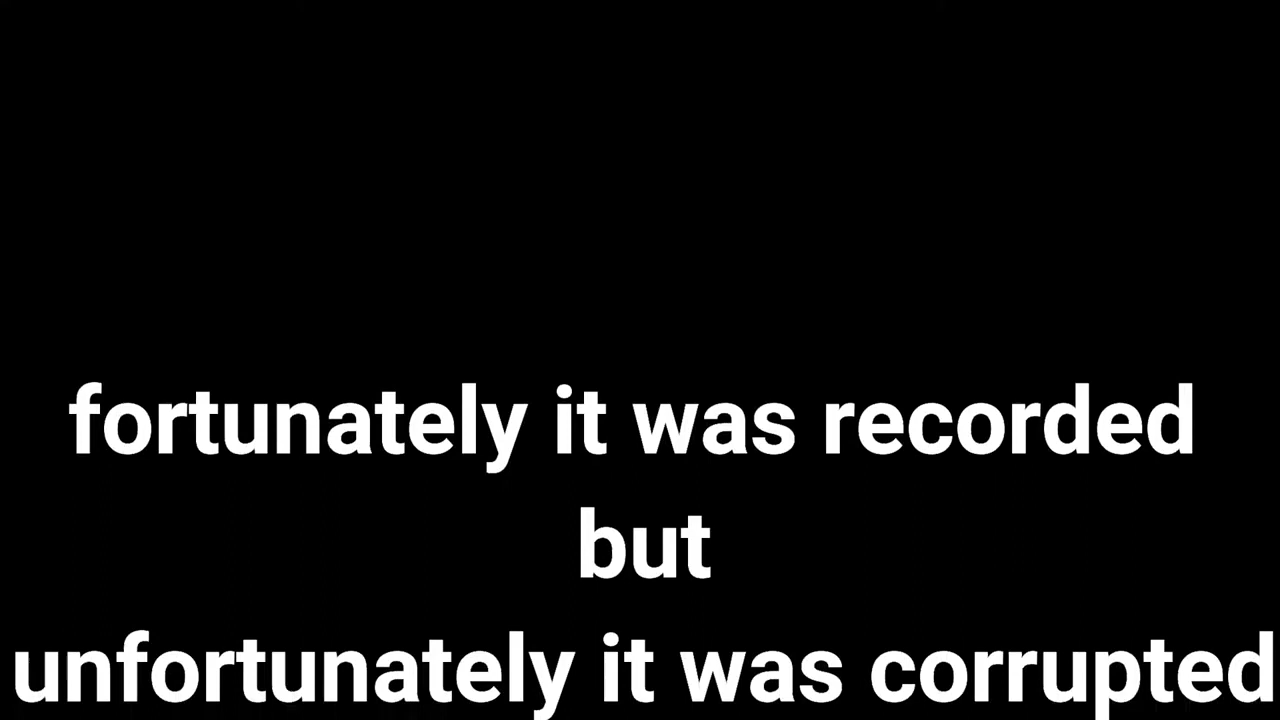 fortunately it was recorded
but
unfortunately it was corrupted